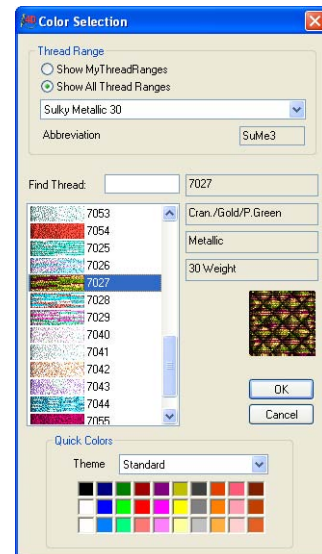 Color Selection
Thread Range
Show MyThreadRanges
Show All Thread Ranges
Sulky Metallic 30
Abbreviation SuMe3
Find Thread: 7027
7053 Cran./Gold/P.Green
7054
7025 Metallic
7026
7027 30 Weight
7028
7029
7040
7041
7042
7043 OK
7044 Cancel
7055
Quick Colors
Theme Standard